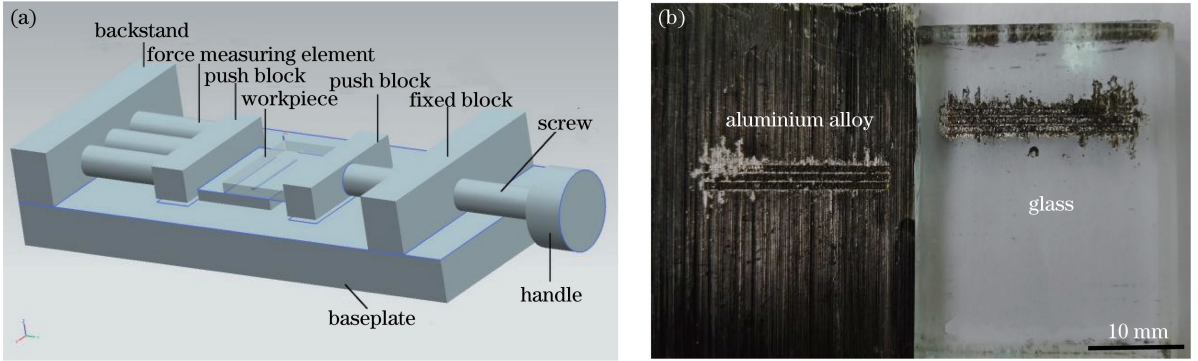 (a)
backstand
force measuring element
push block
push block
workpiece
fixed block
screw
handle
baseplate
(b)
aluminium alloy
glass
10 mm